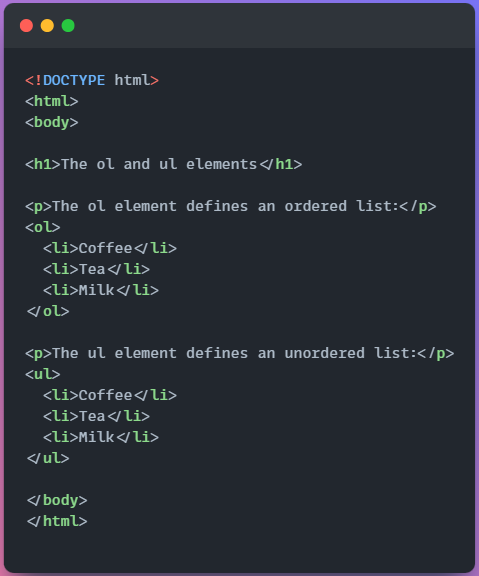 <!DOCTYPE html>
<html>
<body>

<h1>The ol and ul elements</h1>

<p>The ol element defines an ordered list:</p>
<ol>
  <li>Coffee</li>
  <li>Tea</li>
  <li>Milk</li>
</ol>

<p>The ul element defines an unordered list:</p>
<ul>
  <li>Coffee</li>
  <li>Tea</li>
  <li>Milk</li>
</ul>

</body>
</html>